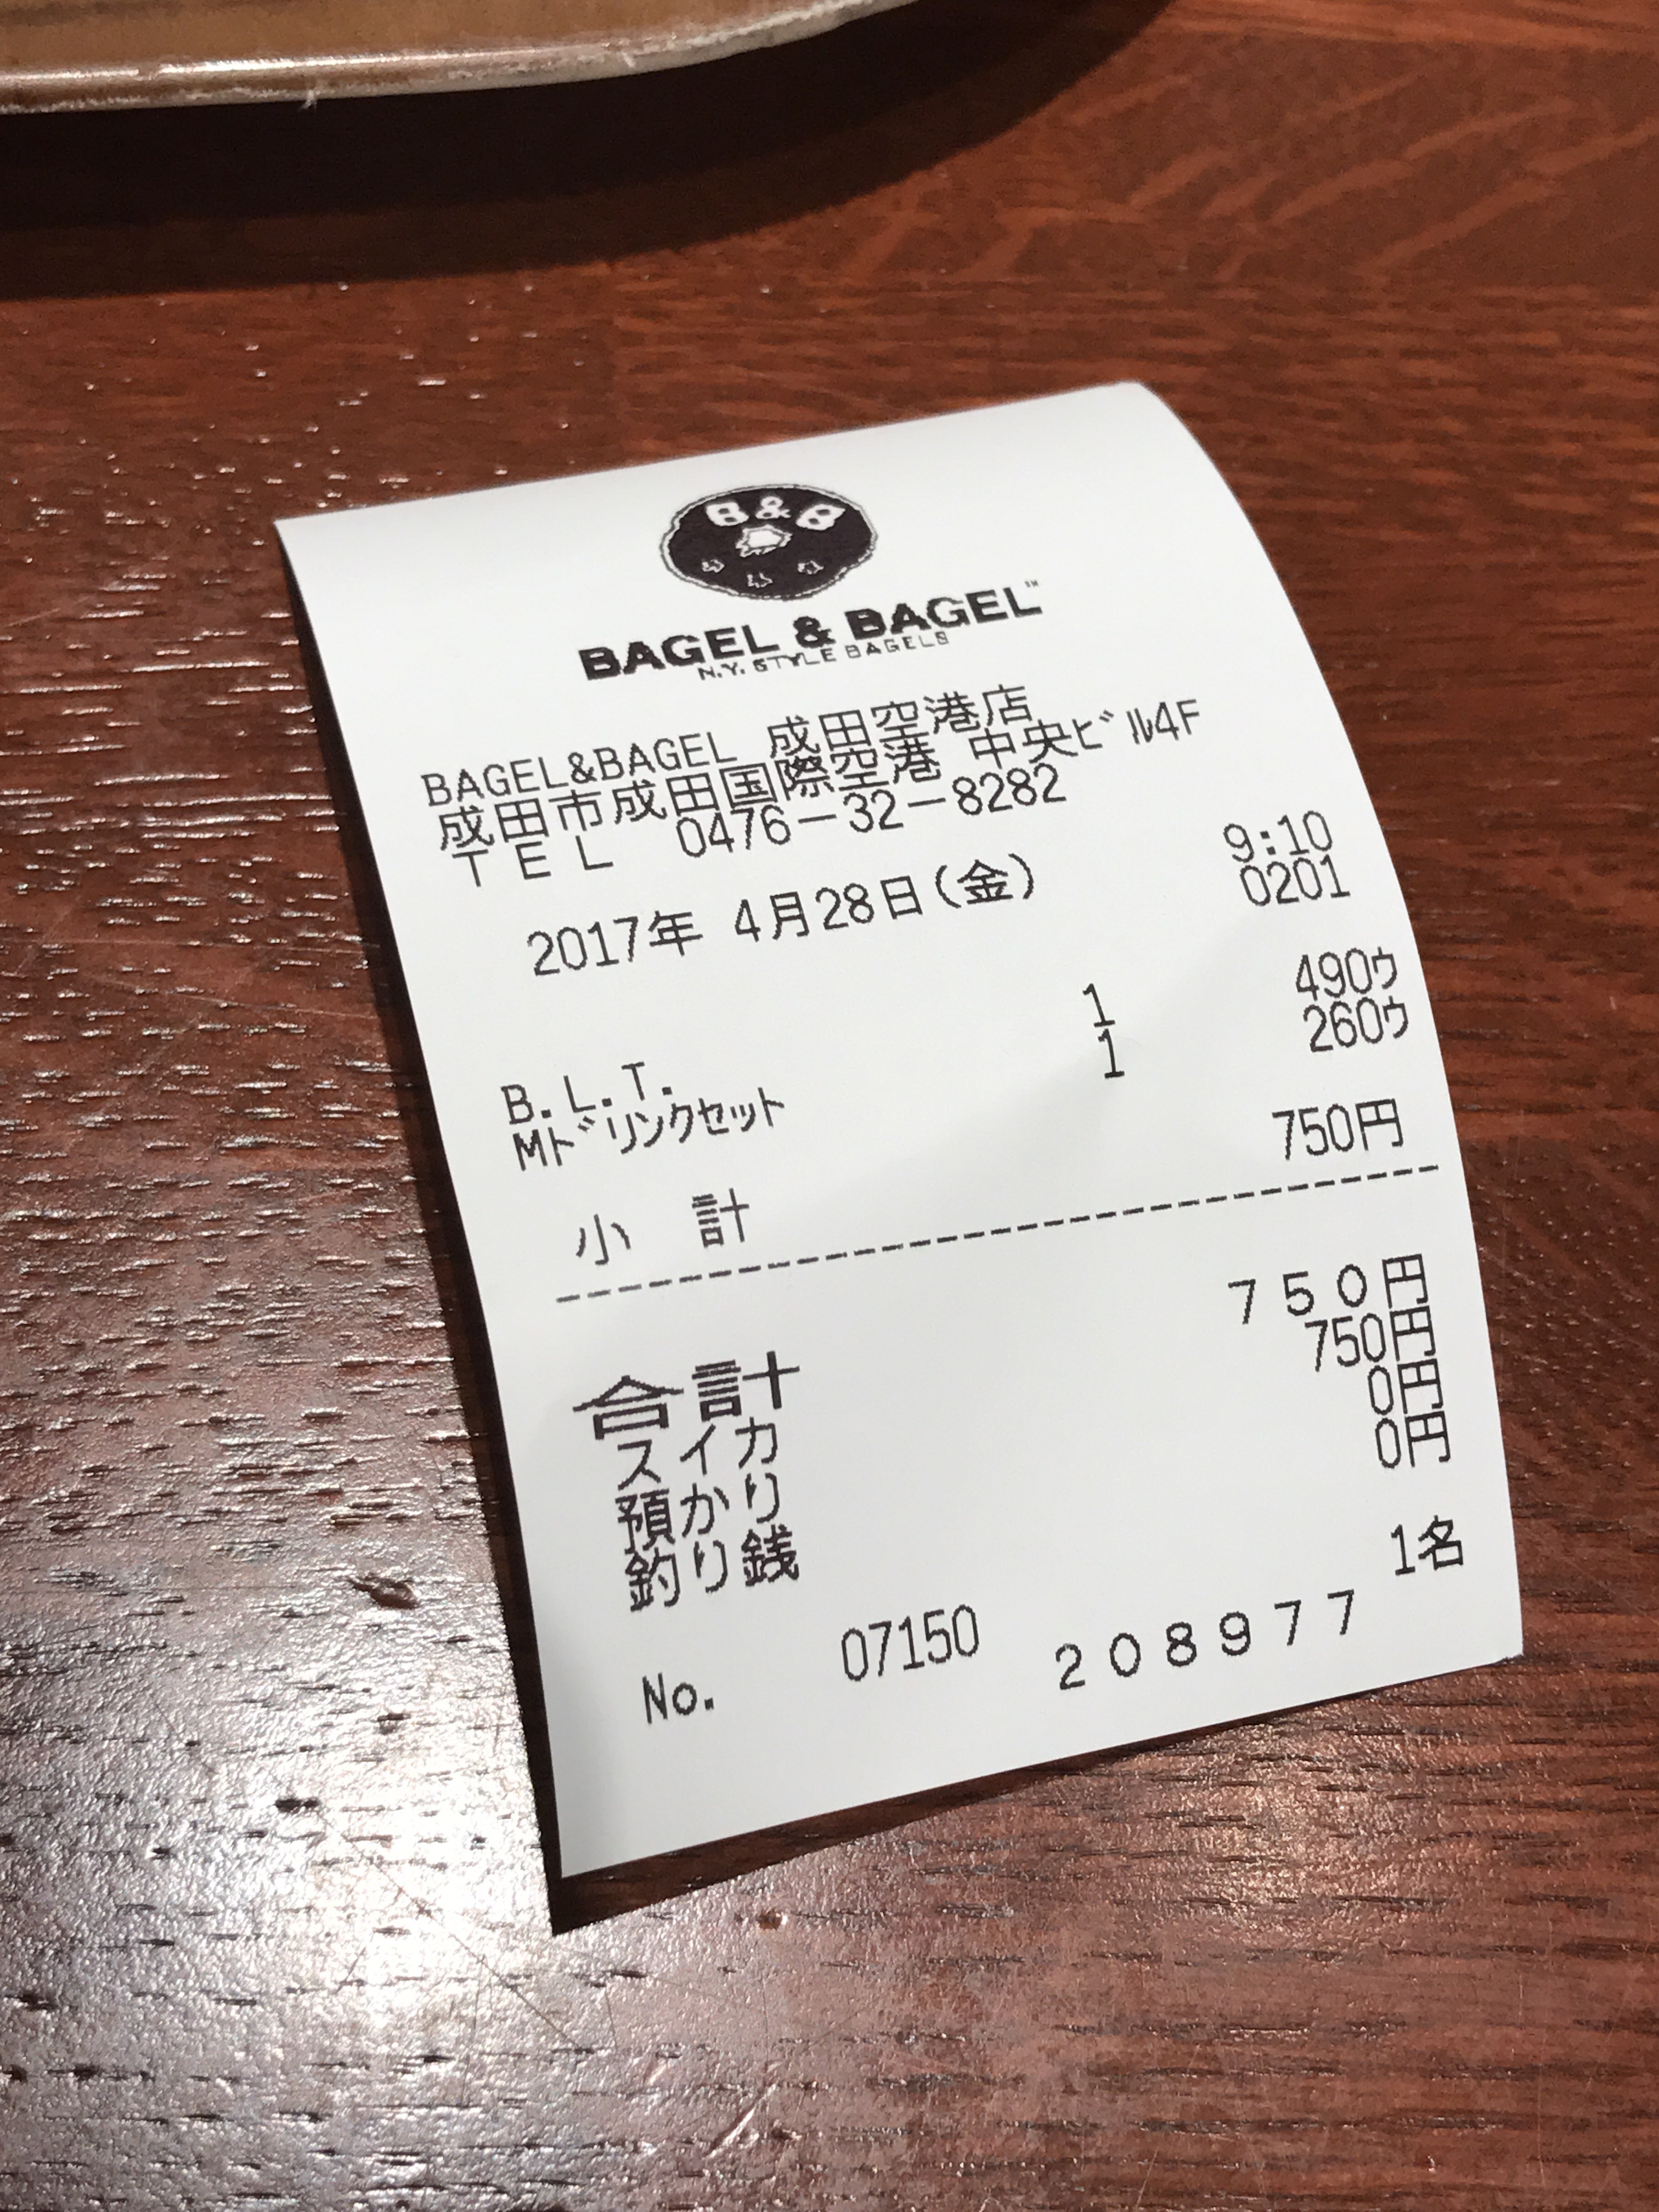 B&B
BAGEL & BAGEL™
N.Y. STYLE BAGELS
BAGEL&BAGEL 成田空港店
成田市成田国際空港 中央ビル4F
TEL 0476-32-8282
2017年 4月28日(金) 9:10
0201
B.L.T. 1 490ウ
Mドリンクセット 1 260ウ
小 計 750円
合計 750円
スイカ 750円
預かり 0円
釣り銭 0円
1名
No. 07150 208977